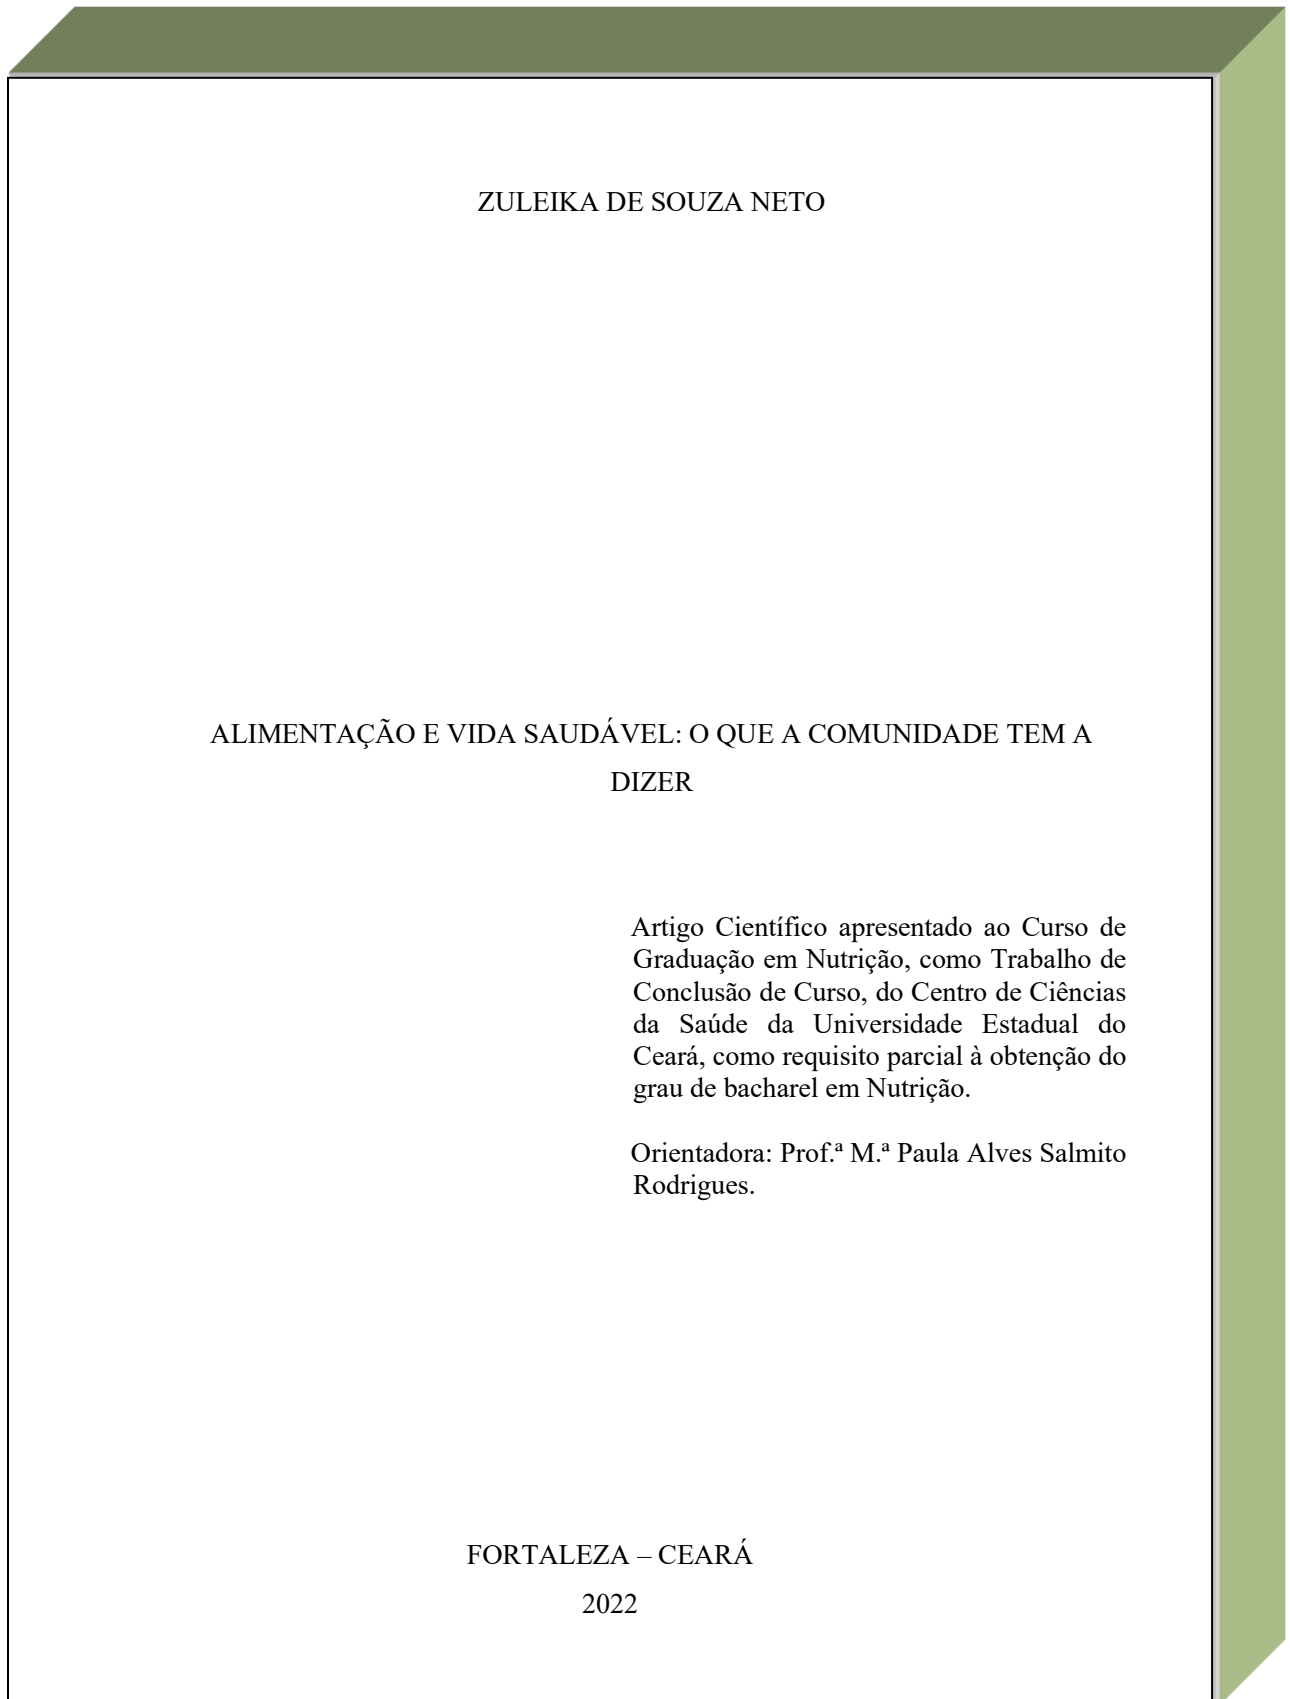 ZULEIKA DE SOUZA NETO
ALIMENTAÇÃO E VIDA SAUDÁVEL: O QUE A COMUNIDADE TEM A
DIZER
Artigo Científico apresentado ao Curso de
Graduação em Nutrição, como Trabalho de
Conclusão de Curso, do Centro de Ciências
da Saúde da Universidade Estadual do
Ceará, como requisito parcial à obtenção do
grau de bacharel em Nutrição.
Orientadora: Prof.ª M.ª Paula Alves Salmito
Rodrigues.
FORTALEZA – CEARÁ
2022